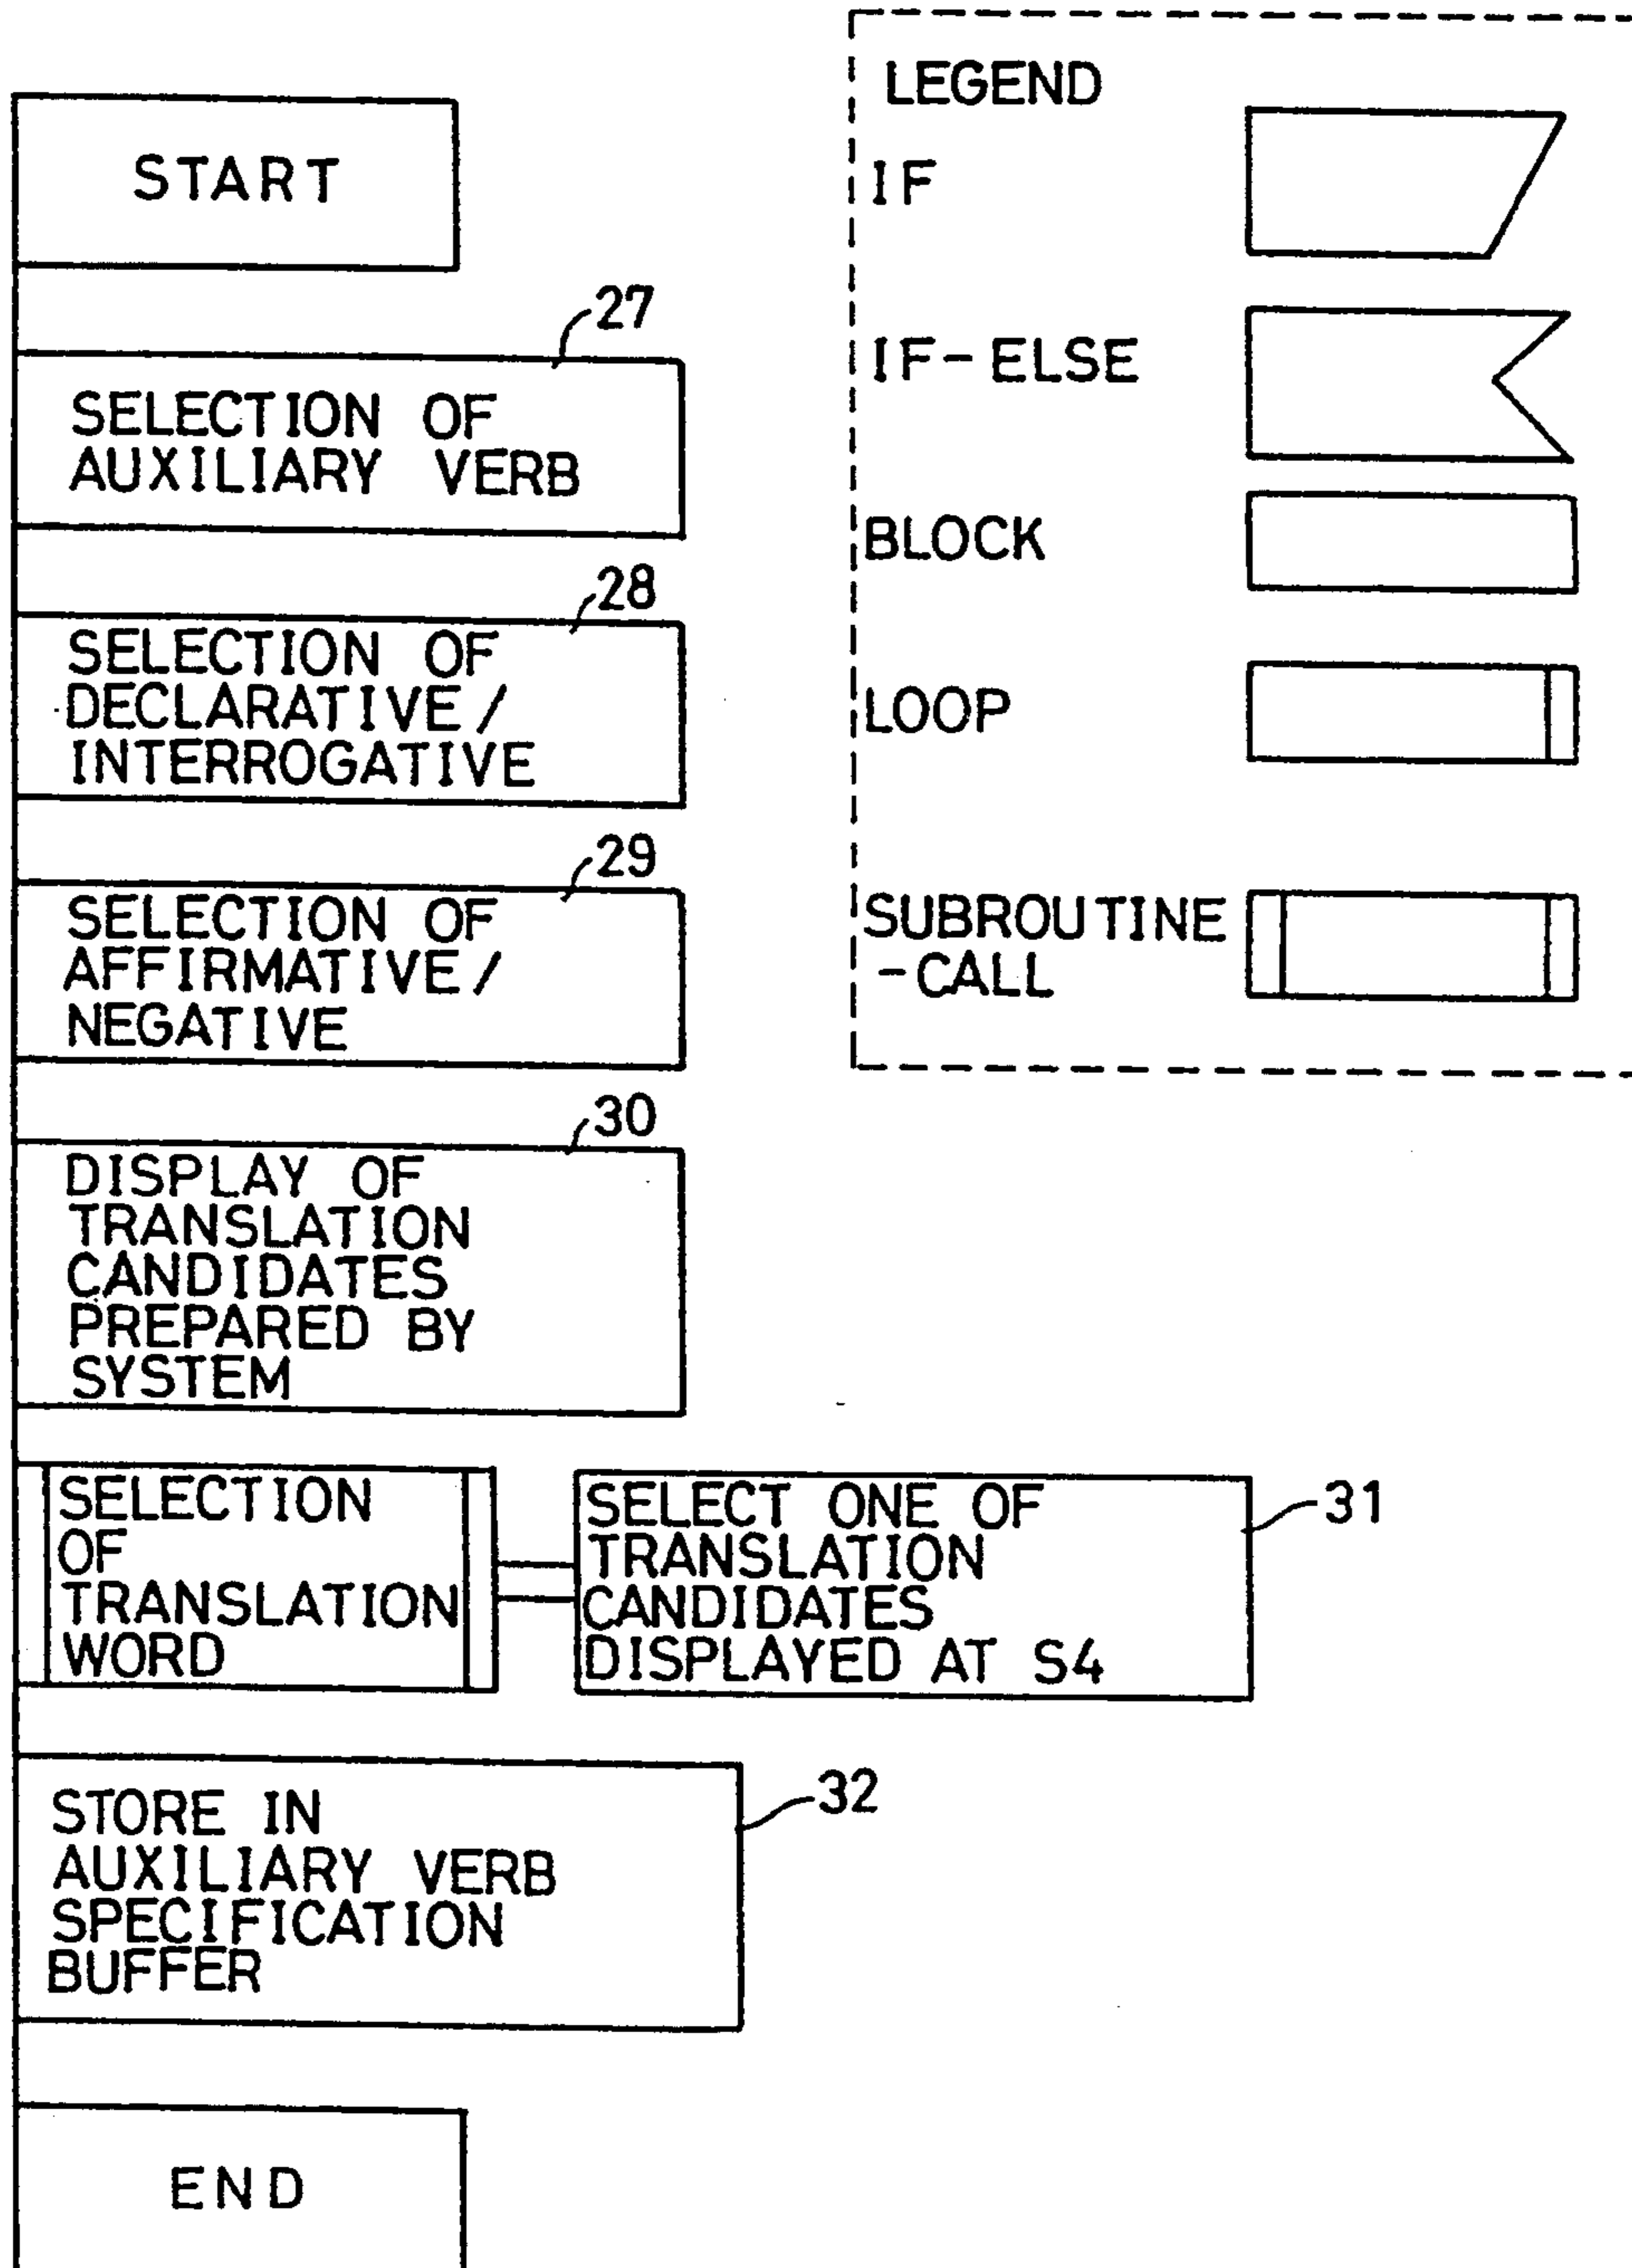 START
27
SELECTION OF
AUXILIARY VERB
28
SELECTION OF
DECLARATIVE/
INTERROGATIVE
29
SELECTION OF
AFFIRMATIVE/
NEGATIVE
30
DISPLAY OF
TRANSLATION
CANDIDATES
PREPARED BY
SYSTEM
SELECTION
OF
TRANSLATION
WORD
SELECT ONE OF
TRANSLATION
CANDIDATES
DISPLAYED AT S4
31
STORE IN
AUXILIARY VERB
SPECIFICATION
BUFFER
32
END
LEGEND
IF
IF-ELSE
BLOCK
LOOP
SUBROUTINE
-CALL